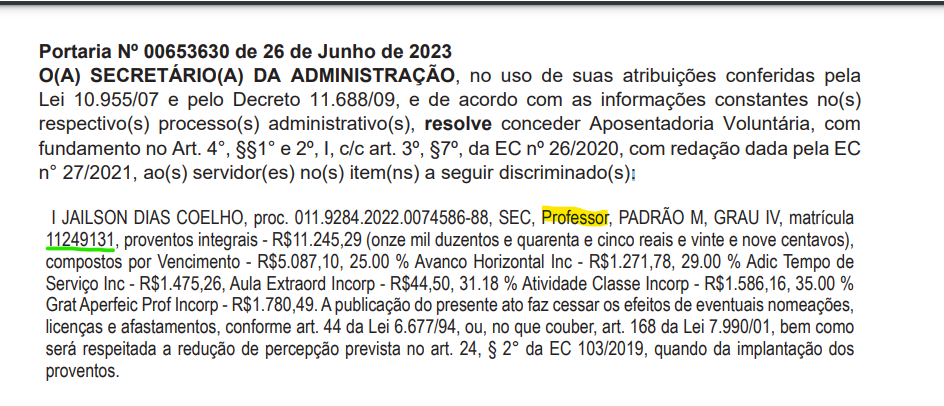 Portaria Nº 00653630 de 26 de Junho de 2023
O(A) SECRETÁRIO(A) DA ADMINISTRAÇÃO, no uso de suas atribuições conferidas pela
Lei 10.955/07 e pelo Decreto 11.688/09, e de acordo com as informações constantes no(s)
respectivo(s) processo(s) administrativo(s), resolve conceder Aposentadoria Voluntária, com
fundamento no Art. 4°, §§1° e 2º, I, c/c art. 3º, §7º, da EC nº 26/2020, com redação dada pela EC
n° 27/2021, ao(s) servidor(es) no(s) item(ns) a seguir discriminado(s):
I JAILSON DIAS COELHO, proc. 011.9284.2022.0074586-88, SEC, Professor, PADRÃO M, GRAU IV, matrícula
11249131, proventos integrais - R$11.245,29 (onze mil duzentos e quarenta e cinco reais e vinte e nove centavos),
compostos por Vencimento - R$5.087,10, 25.00 % Avanco Horizontal Inc - R$1.271,78, 29.00 % Adic Tempo de
Serviço Inc - R$1.475,26, Aula Extraord Incorp - R$44,50, 31.18 % Atividade Classe Incorp - R$1.586,16, 35.00 %
Grat Aperfeic Prof Incorp - R$1.780,49. A publicação do presente ato faz cessar os efeitos de eventuais nomeações,
licenças e afastamentos, conforme art. 44 da Lei 6.677/94, ou, no que couber, art. 168 da Lei 7.990/01, bem como
será respeitada a redução de percepção prevista no art. 24, § 2° da EC 103/2019, quando da implantação dos
proventos.